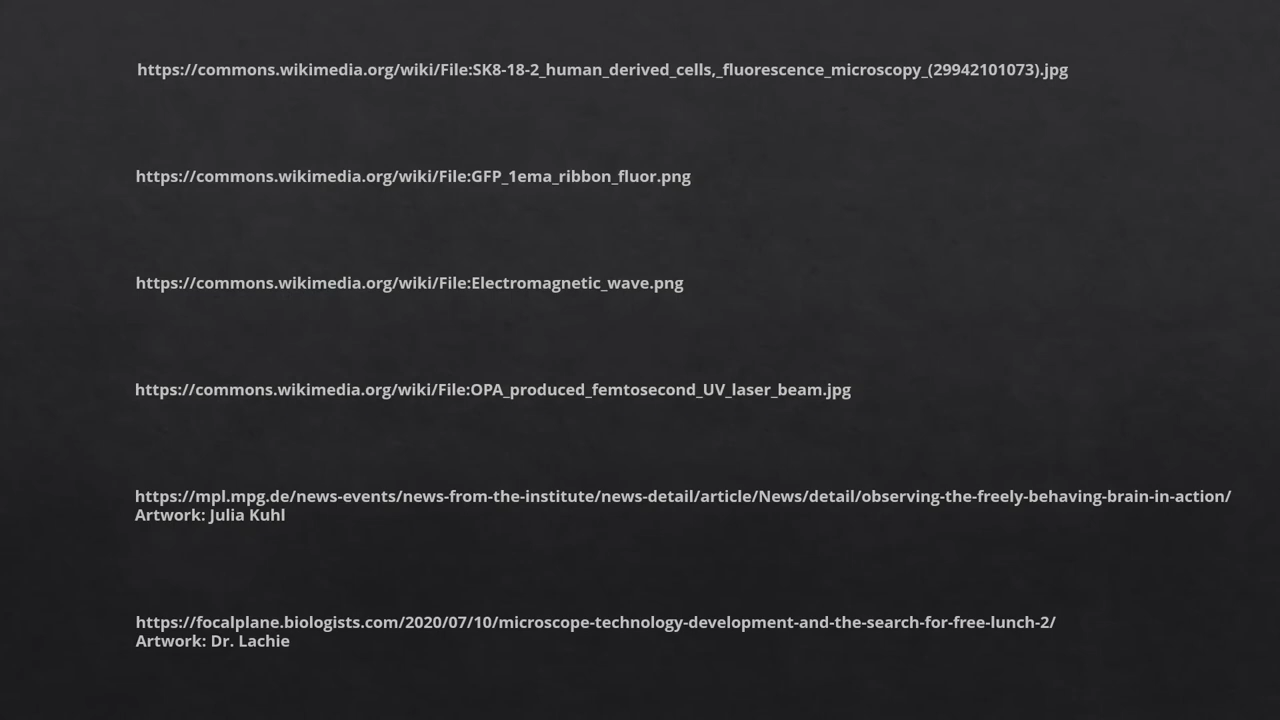 https://commons.wikimedia.org/wiki/File:SK8-18-2_human_derived_cells,_fluorescence_microscopy_(29942101073).jpg
https://commons.wikimedia.org/wiki/File:GFP_1ema_ribbon_fluor.png
https://commons.wikimedia.org/wiki/File:Electromagnetic_wave.png
https://commons.wikimedia.org/wiki/File:OPA_produced_femtosecond_UV_laser_beam.jpg
https://mpl.mpg.de/news-events/news-from-the-institute/news-detail/article/News/detail/observing-the-freely-behaving-brain-in-action/
Artwork: Julia Kuhl
https://focalplane.biologists.com/2020/07/10/microscope-technology-development-and-the-search-for-free-lunch-2/
Artwork: Dr. Lachie